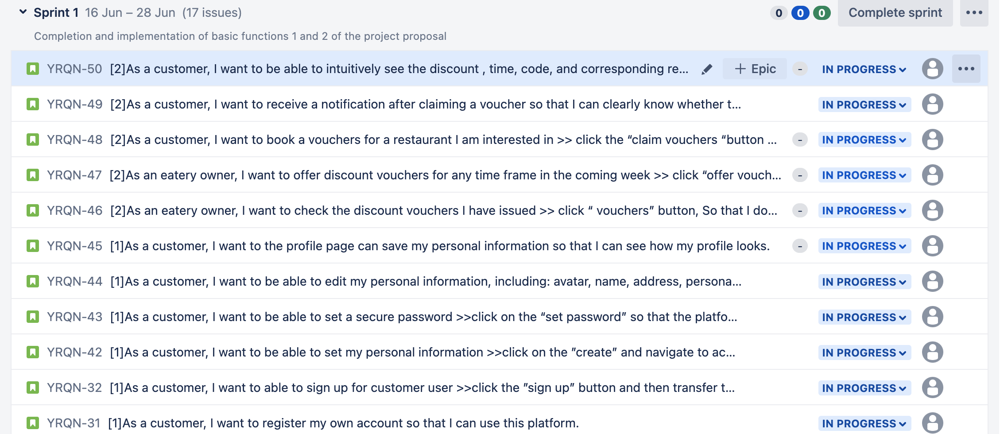 Sprint 1 16 Jun – 28 Jun (17 issues) 0 0 0 Complete sprint
Completion and implementation of basic functions 1 and 2 of the project proposal
YRQN-50 [2]As a customer, I want to be able to intuitively see the discount , time, code, and corresponding re... + Epic - IN PROGRESS
YRQN-49 [2]As a customer, I want to receive a notification after claiming a voucher so that I can clearly know whether t... IN PROGRESS
YRQN-48 [2]As a customer, I want to book a vouchers for a restaurant I am interested in >> click the “claim vouchers “button ... - IN PROGRESS
YRQN-47 [2]As an eatery owner, I want to offer discount vouchers for any time frame in the coming week >> click “offer vouch... - IN PROGRESS
YRQN-46 [2]As an eatery owner, I want to check the discount vouchers I have issued >> click “ vouchers” button, So that I do... - IN PROGRESS
YRQN-45 [1]As a customer, I want to the profile page can save my personal information so that I can see how my profile looks. - IN PROGRESS
YRQN-44 [1]As a customer, I want to be able to edit my personal information, including: avatar, name, address, persona... IN PROGRESS
YRQN-43 [1]As a customer, I want to be able to set a secure password >>click on the “set password” so that the platfo... IN PROGRESS
YRQN-42 [1]As a customer, I want to be able to set my personal information >>click on the ”create” and navigate to ac... IN PROGRESS
YRQN-32 [1]As a customer, I want to able to sign up for customer user >>click the ”sign up” button and then transfer t... IN PROGRESS
YRQN-31 [1]As a customer, I want to register my own account so that I can use this platform. IN PROGRESS